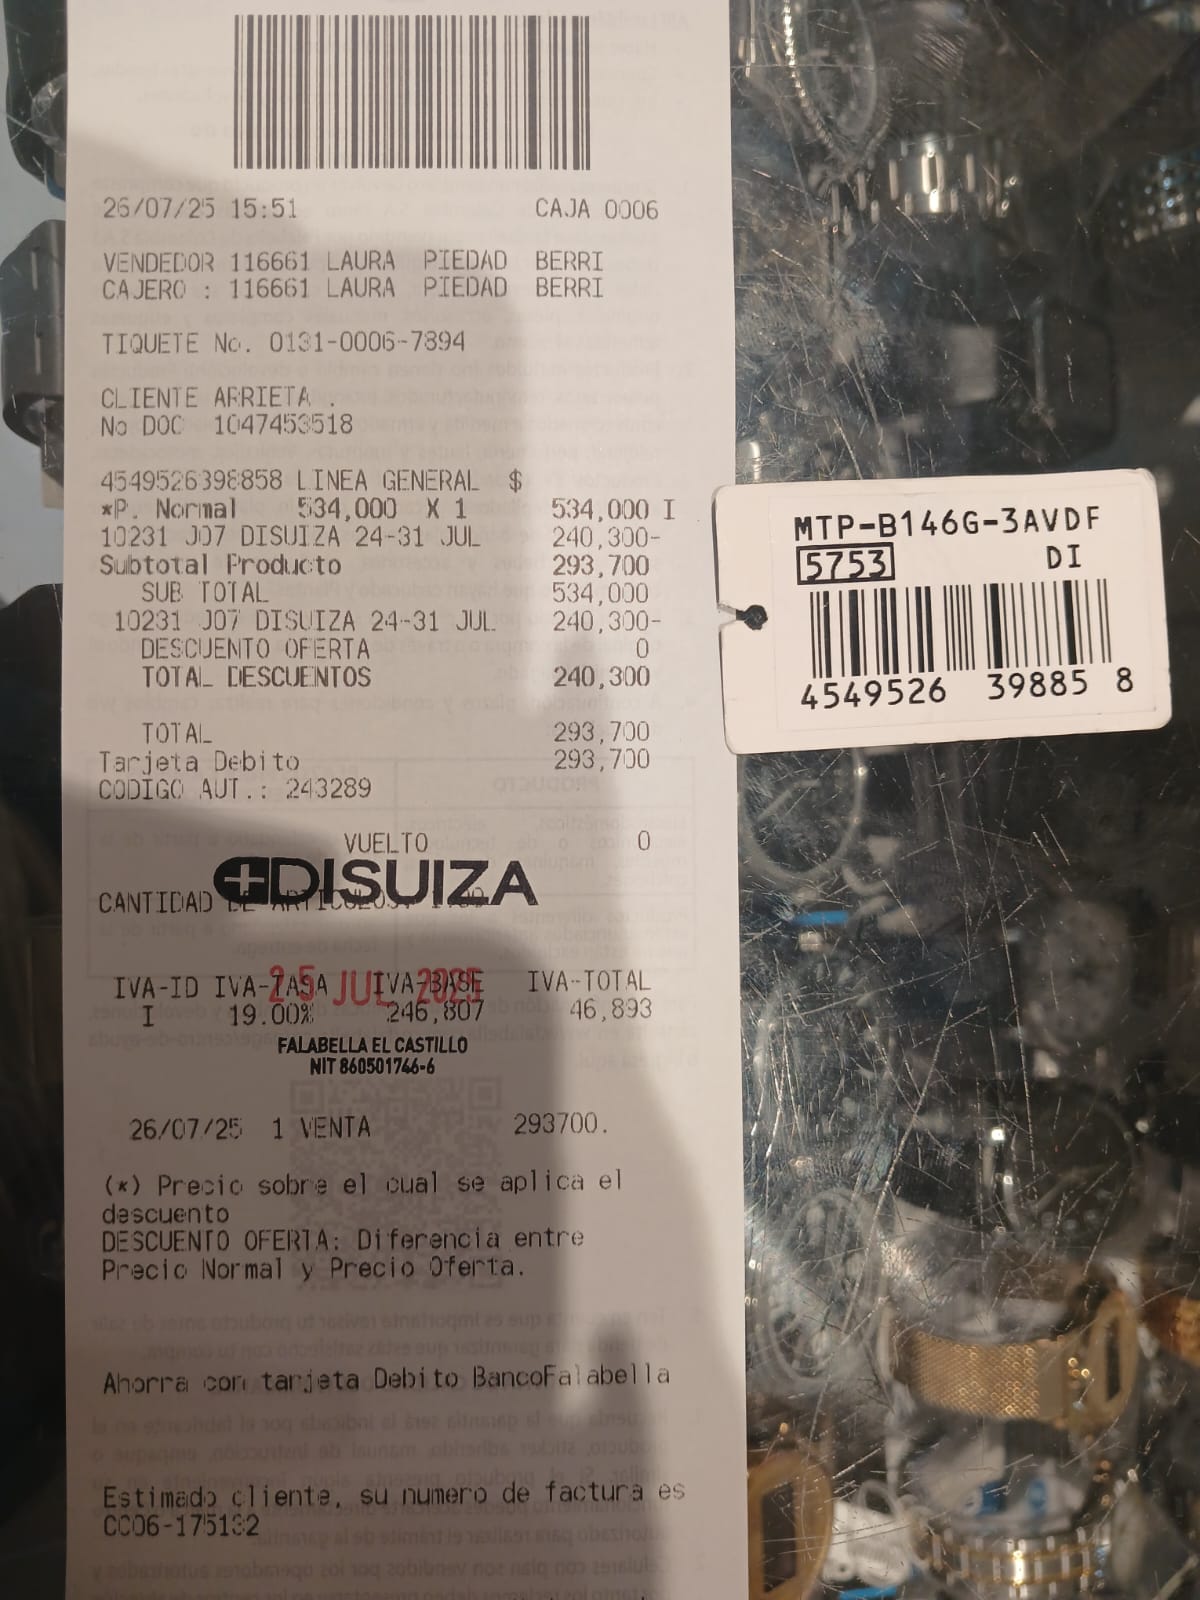 26/07/25 15:51 CAJA 0006
VENDEDOR 116661 LAURA PIEDAD BERRI
CAJERO : 116661 LAURA PIEDAD BERRI
TIQUETE No. 0131-0006-7894
CLIENTE ARRIETA .
No DOC 1047453518
4549526398858 LINEA GENERAL $
*P. Normal 534,000 X 1 534,000 I
10231 J07 DISUIZA 24-31 JUL 240,300-
Subtotal Producto 293,700
SUB TOTAL 534,000
10231 J07 DISUIZA 24-31 JUL 240,300-
DESCUENTO OFERTA 0
TOTAL DESCUENTOS 240,300
TOTAL 293,700
Tarjeta Debito 293,700
CODIGO AUT.: 243289
VUELTO 0
DISUIZA
CANTIDAD DE ARTICULOS: 1.00
25 JUL 2025
IVA-ID IVA-TASA IVA-BASE IVA-TOTAL
I 19.00% 246,807 46,893
FALABELLA EL CASTILLO
NIT 860501746-6
26/07/25 1 VENTA 293700.
(*) Precio sobre el cual se aplica el
descuento
DESCUENTO OFERTA: Diferencia entre
Precio Normal y Precio Oferta.
Ahorra con tarjeta Debito BancoFalabella
Estimado cliente, su numero de factura es
CC06-175132
MTP-B146G-3AVDF
5753 DI
4549526 39885 8